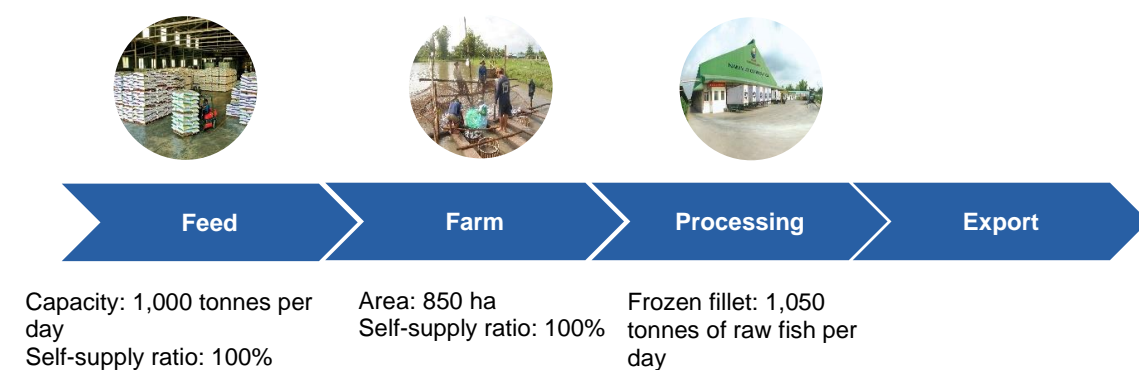 Feed
Farm
Processing
Export
Capacity: 1,000 tonnes per
day
Self-supply ratio: 100%
Area: 850 ha
Self-supply ratio: 100%
Frozen fillet: 1,050
tonnes of raw fish per
day